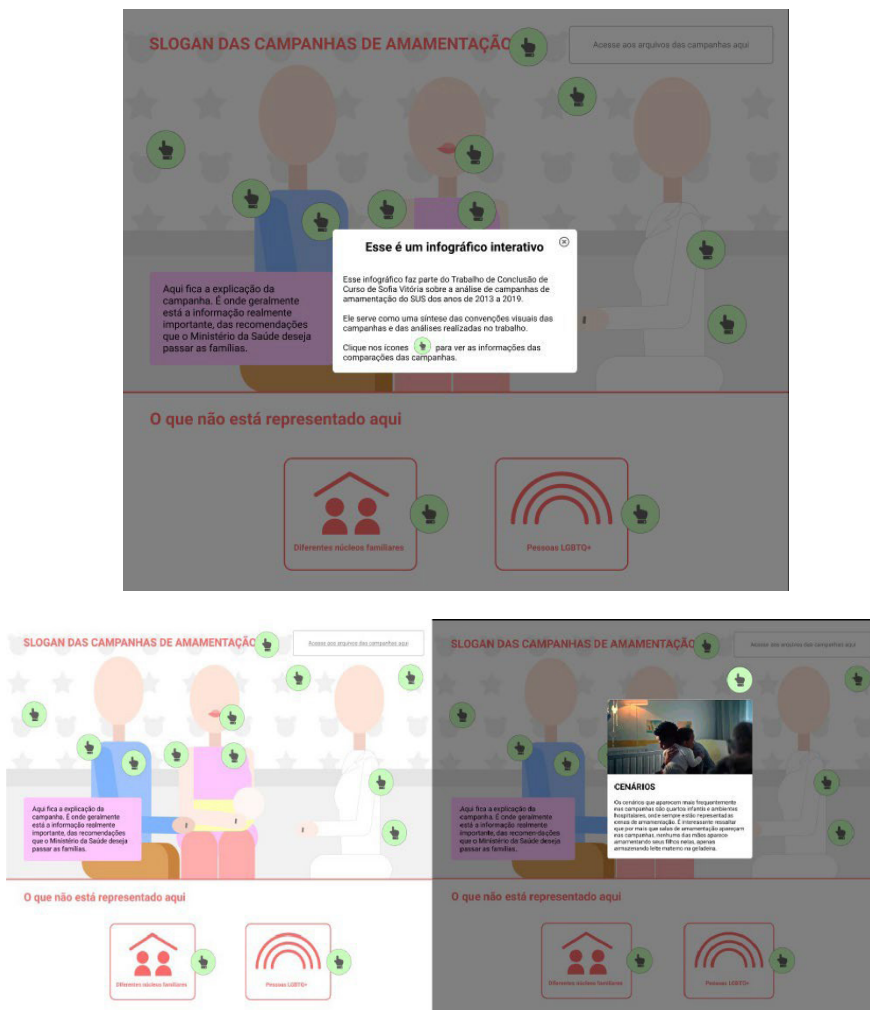 SLOGAN DAS CAMPANHAS DE AMAMENTAÇÃO
Acesse aos arquivos das campanhas aqui
Esse é um infográfico interativo
Esse infográfico faz parte do Trabalho de Conclusão de
Curso de Sofia Vitória sobre a análise de campanhas de
amamentação do SUS dos anos de 2013 a 2019.
Ele serve como uma síntese das convenções visuais das
campanhas e das análises realizadas no trabalho.
Clique nos ícones para ver as informações das
comparações das campanhas.
Aqui fica a explicação da
campanha. É onde geralmente
está a informação realmente
importante, das recomendações
que o Ministério da Saúde deseja
passar as famílias.
O que não está representado aqui
Diferentes núcleos familiares
Pessoas LGBTQ+
SLOGAN DAS CAMPANHAS DE AMAMENTAÇÃO
Acesse aos arquivos das campanhas aqui
Aqui fica a explicação da
campanha. É onde geralmente
está a informação realmente
importante, das recomendações
que o Ministério da Saúde deseja
passar as famílias.
O que não está representado aqui
Diferentes núcleos familiares
Pessoas LGBTQ+
SLOGAN DAS CAMPANHAS DE AMAMENTAÇÃO
Acesse aos arquivos das campanhas aqui
CENÁRIOS
Os cenários que aparecem mais frequentemente
nas campanhas são quartos infantis e ambientes
hospitalares, onde sempre estão representadas
cenas de amamentação. É interessante ressaltar
que por mais que salas de amamentação apareçam
nas campanhas, nenhuma das mães aparece
amamentando seus filhos nelas, apenas
armazenando leite materno na geladeira.
Aqui fica a explicação da
campanha. É onde geralmente
está a informação realmente
importante, das recomen-dações
que o Ministério da Saúde deseja
passar as famílias.
O que não está representado aqui
Diferentes núcleos familiares
Pessoas LGBTQ+